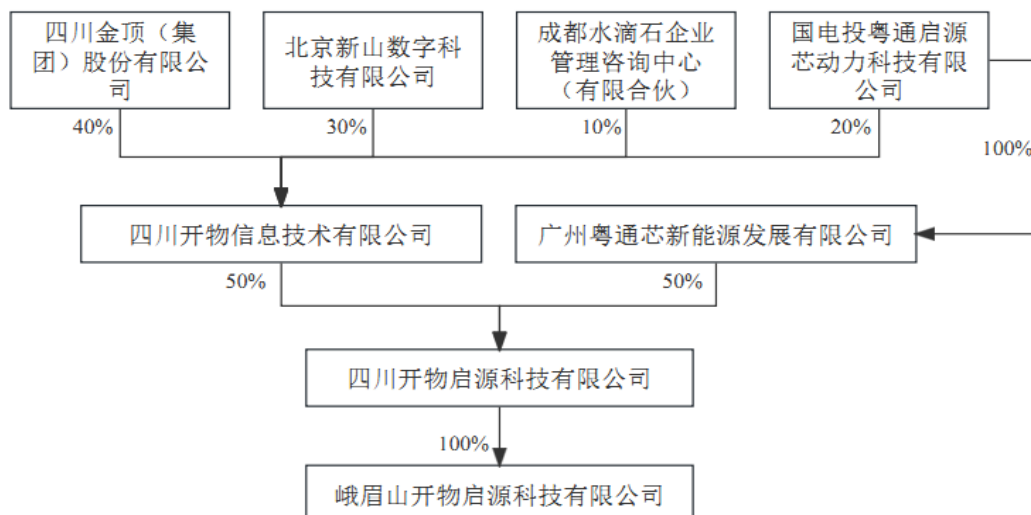 四川金顶（集
团）股份有限公
司
北京新山数字科
技有限公司
成都水滴石企业
管理咨询中心
（有限合伙）
国电投粤通启源
芯动力科技有限
公司
40%
30%
10%
20%
100%
四川开物信息技术有限公司
广州粤通芯新能源发展有限公司
50%
50%
四川开物启源科技有限公司
100%
峨眉山开物启源科技有限公司